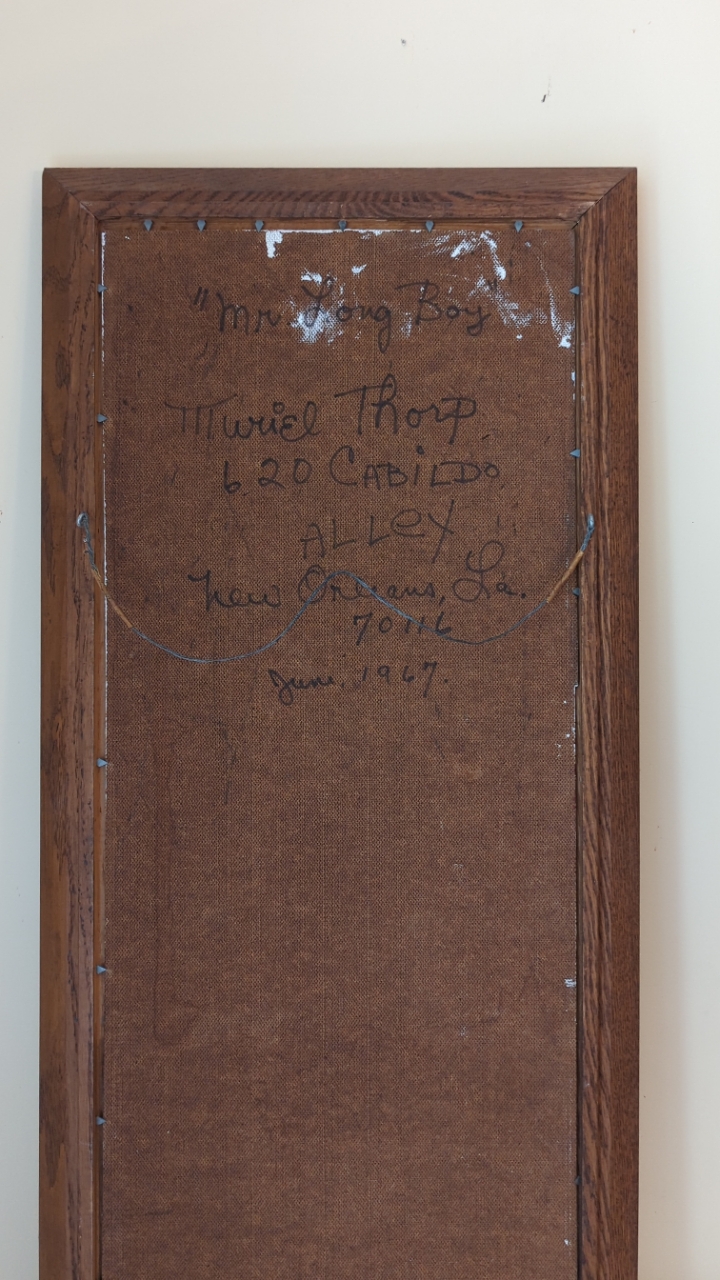 "Mr. Long Boy"
Muriel Thorp
620 CABILDO
ALLEY
New Orleans, La.
70116
June, 1967.